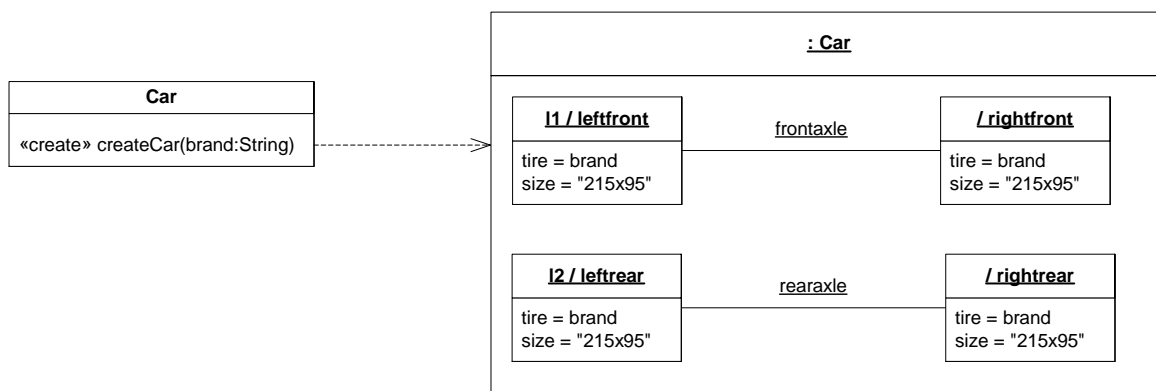 Car
«create» createCar(brand:String)
: Car
l1 / leftfront
tire = brand
size = "215x95"
frontaxle
/ rightfront
tire = brand
size = "215x95"
l2 / leftrear
tire = brand
size = "215x95"
rearaxle
/ rightrear
tire = brand
size = "215x95"